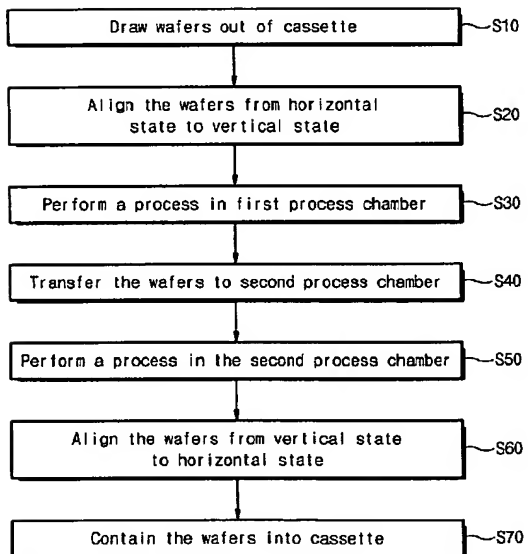 Draw wafers out of cassette
S10
Align the wafers from horizontal
state to vertical state
S20
Perform a process in first process chamber
S30
Transfer the wafers to second process chamber
S40
Perform a process in the second process chamber
S50
Align the wafers from vertical state
to horizontal state
S60
Contain the wafers into cassette
S70